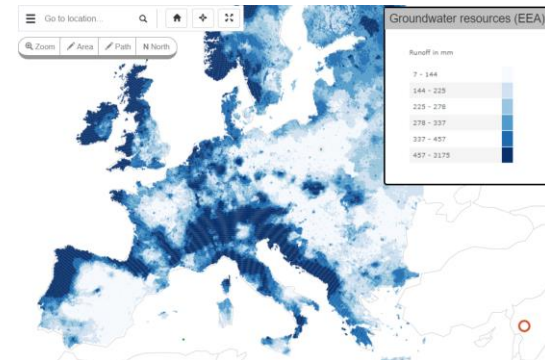 Go to location...
Zoom
Area
Path
N North
Groundwater resources (EEA)
Runoff in mm
7 - 144
144 - 225
225 - 278
278 - 337
337 - 457
457 - 2175